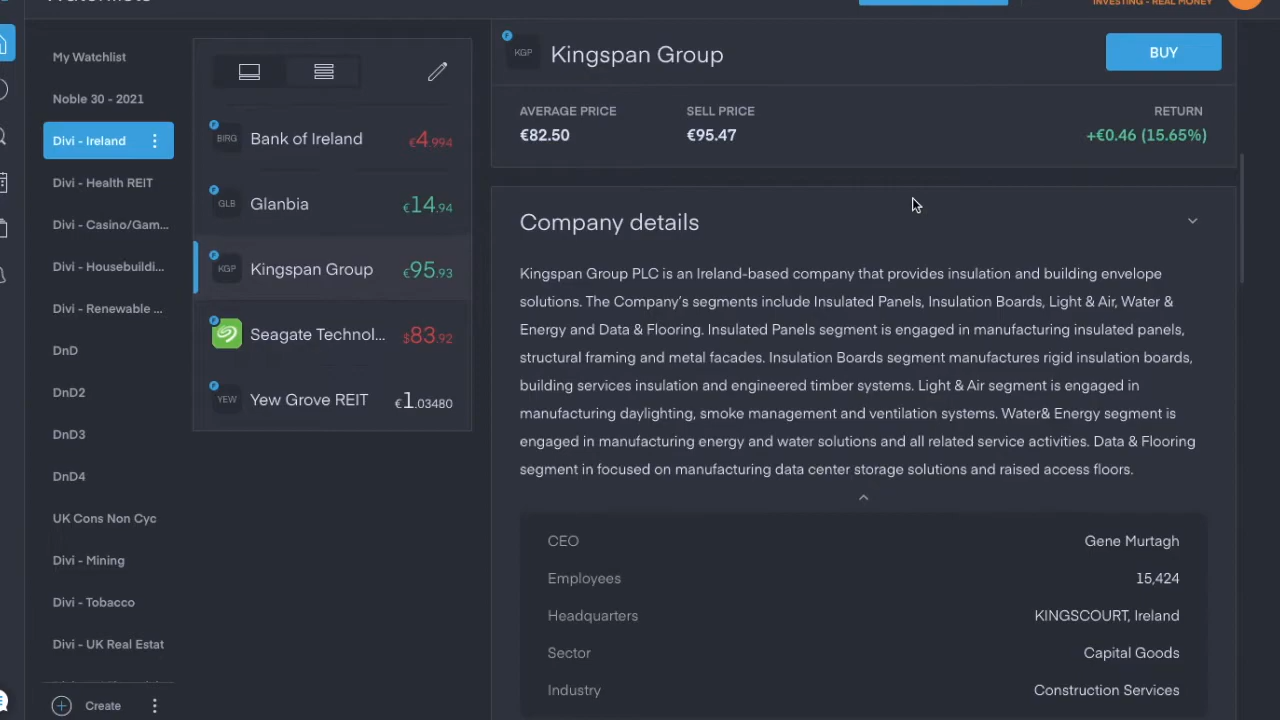 INVESTING - REAL MONEY
My Watchlist
Noble 30 - 2021
Divi - Ireland
Divi - Health REIT
Divi - Casino/Gam...
Divi - Housebuildi...
Divi - Renewable ...
DnD
DnD2
DnD3
DnD4
UK Cons Non Cyc
Divi - Mining
Divi - Tobacco
Divi - UK Real Estat
Create
BIRG Bank of Ireland €4.994
GLB Glanbia €14.94
KGP Kingspan Group €95.93
Seagate Technol... $83.92
YEW Yew Grove REIT €1.03480
KGP Kingspan Group BUY
AVERAGE PRICE SELL PRICE RETURN
€82.50 €95.47 +€0.46 (15.65%)
Company details
Kingspan Group PLC is an Ireland-based company that provides insulation and building envelope
solutions. The Company's segments include Insulated Panels, Insulation Boards, Light & Air, Water &
Energy and Data & Flooring. Insulated Panels segment is engaged in manufacturing insulated panels,
structural framing and metal facades. Insulation Boards segment manufactures rigid insulation boards,
building services insulation and engineered timber systems. Light & Air segment is engaged in
manufacturing daylighting, smoke management and ventilation systems. Water& Energy segment is
engaged in manufacturing energy and water solutions and all related service activities. Data & Flooring
segment in focused on manufacturing data center storage solutions and raised access floors.
CEO Gene Murtagh
Employees 15,424
Headquarters KINGSCOURT, Ireland
Sector Capital Goods
Industry Construction Services